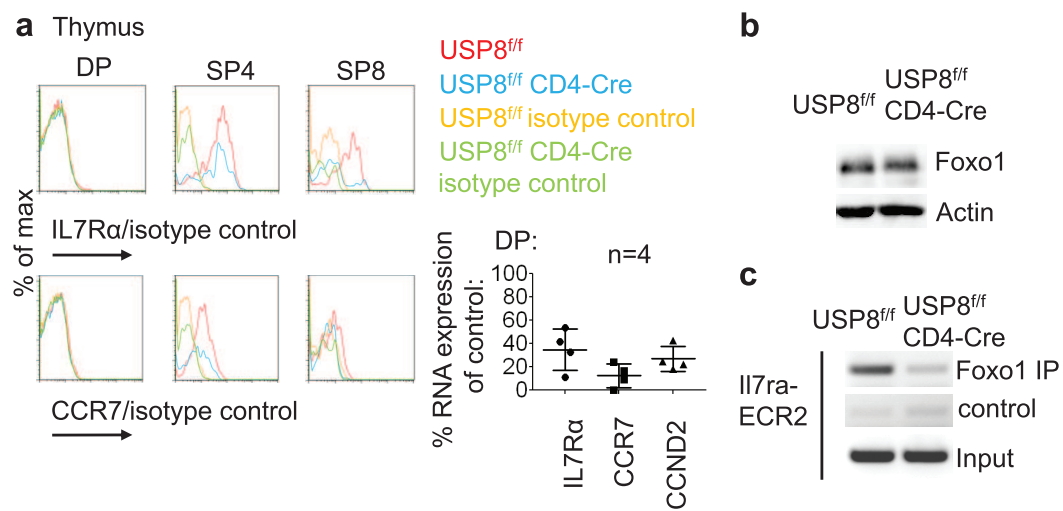 a Thymus
DP SP4 SP8
% of max
IL7Rα/isotype control
CCR7/isotype control
USP8f/f
USP8f/f CD4-Cre
USP8f/f isotype control
USP8f/f CD4-Cre
isotype control
DP:
n=4
% RNA expression
of control:
100
80
60
40
20
0
IL7Rα
CCR7
CCND2
b
USP8f/f
USP8f/f
CD4-Cre
Foxo1
Actin
c
USP8f/f
USP8f/f
CD4-Cre
Il7ra-
ECR2
Foxo1 IP
control
Input